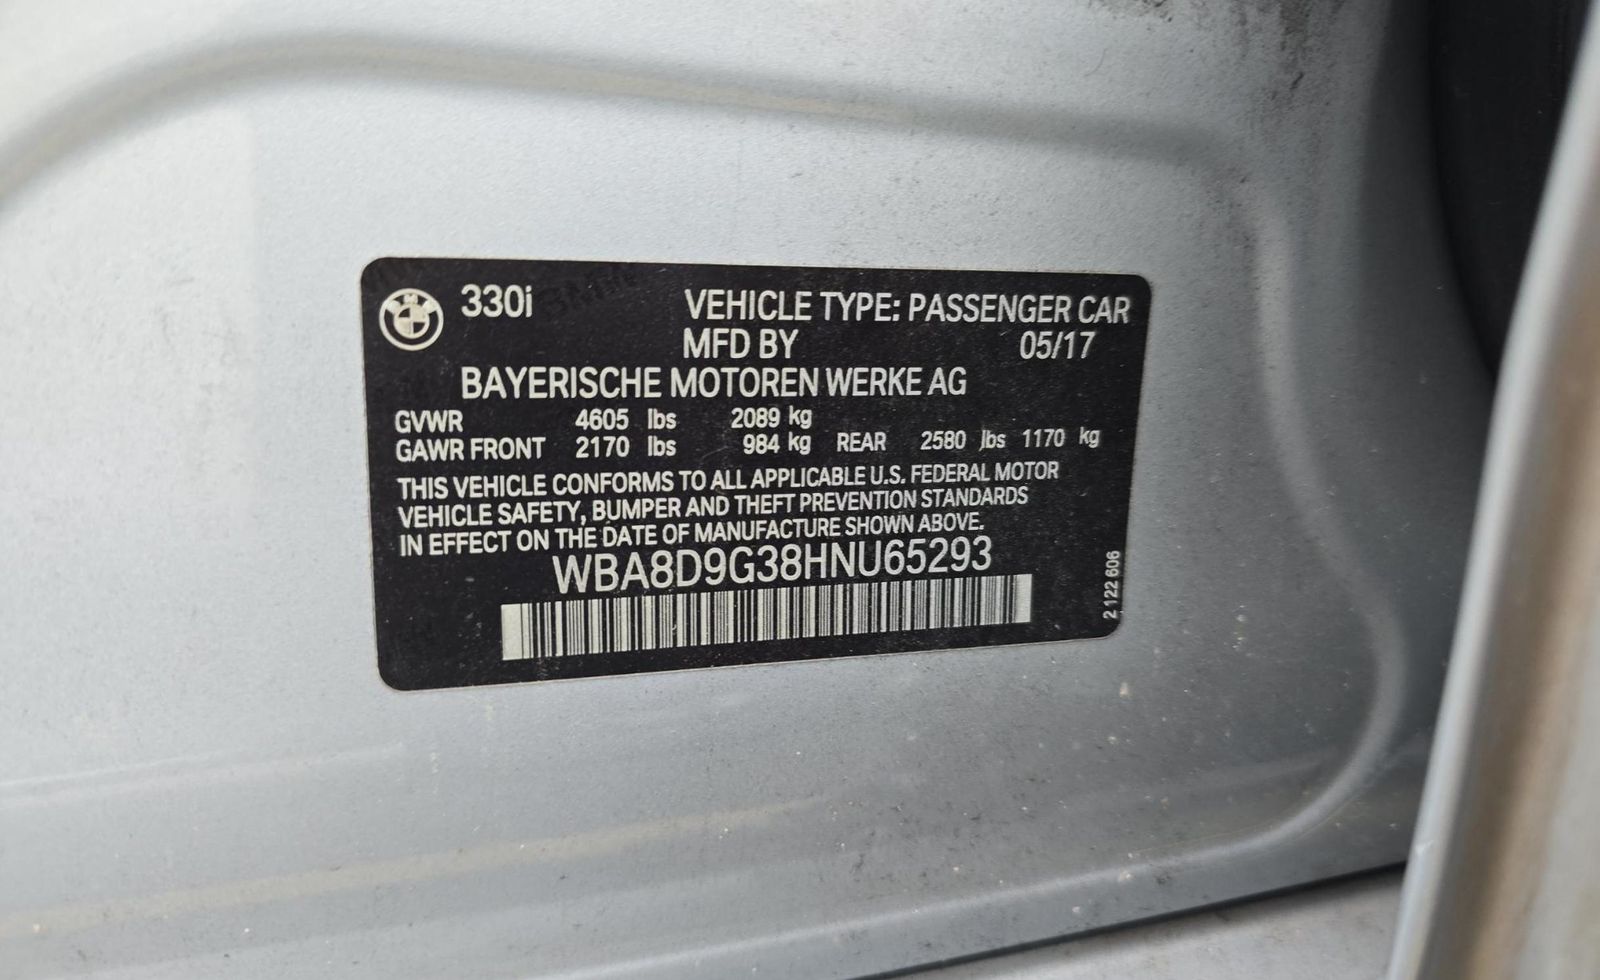 330i VEHICLE TYPE: PASSENGER CAR
MFD BY 05/17
BAYERISCHE MOTOREN WERKE AG
GVWR 4605 lbs 2089 kg
GAWR FRONT 2170 lbs 984 kg REAR 2580 lbs 1170 kg
THIS VEHICLE CONFORMS TO ALL APPLICABLE U.S. FEDERAL MOTOR
VEHICLE SAFETY, BUMPER AND THEFT PREVENTION STANDARDS
IN EFFECT ON THE DATE OF MANUFACTURE SHOWN ABOVE.
WBA8D9G38HNU65293
2 122 606